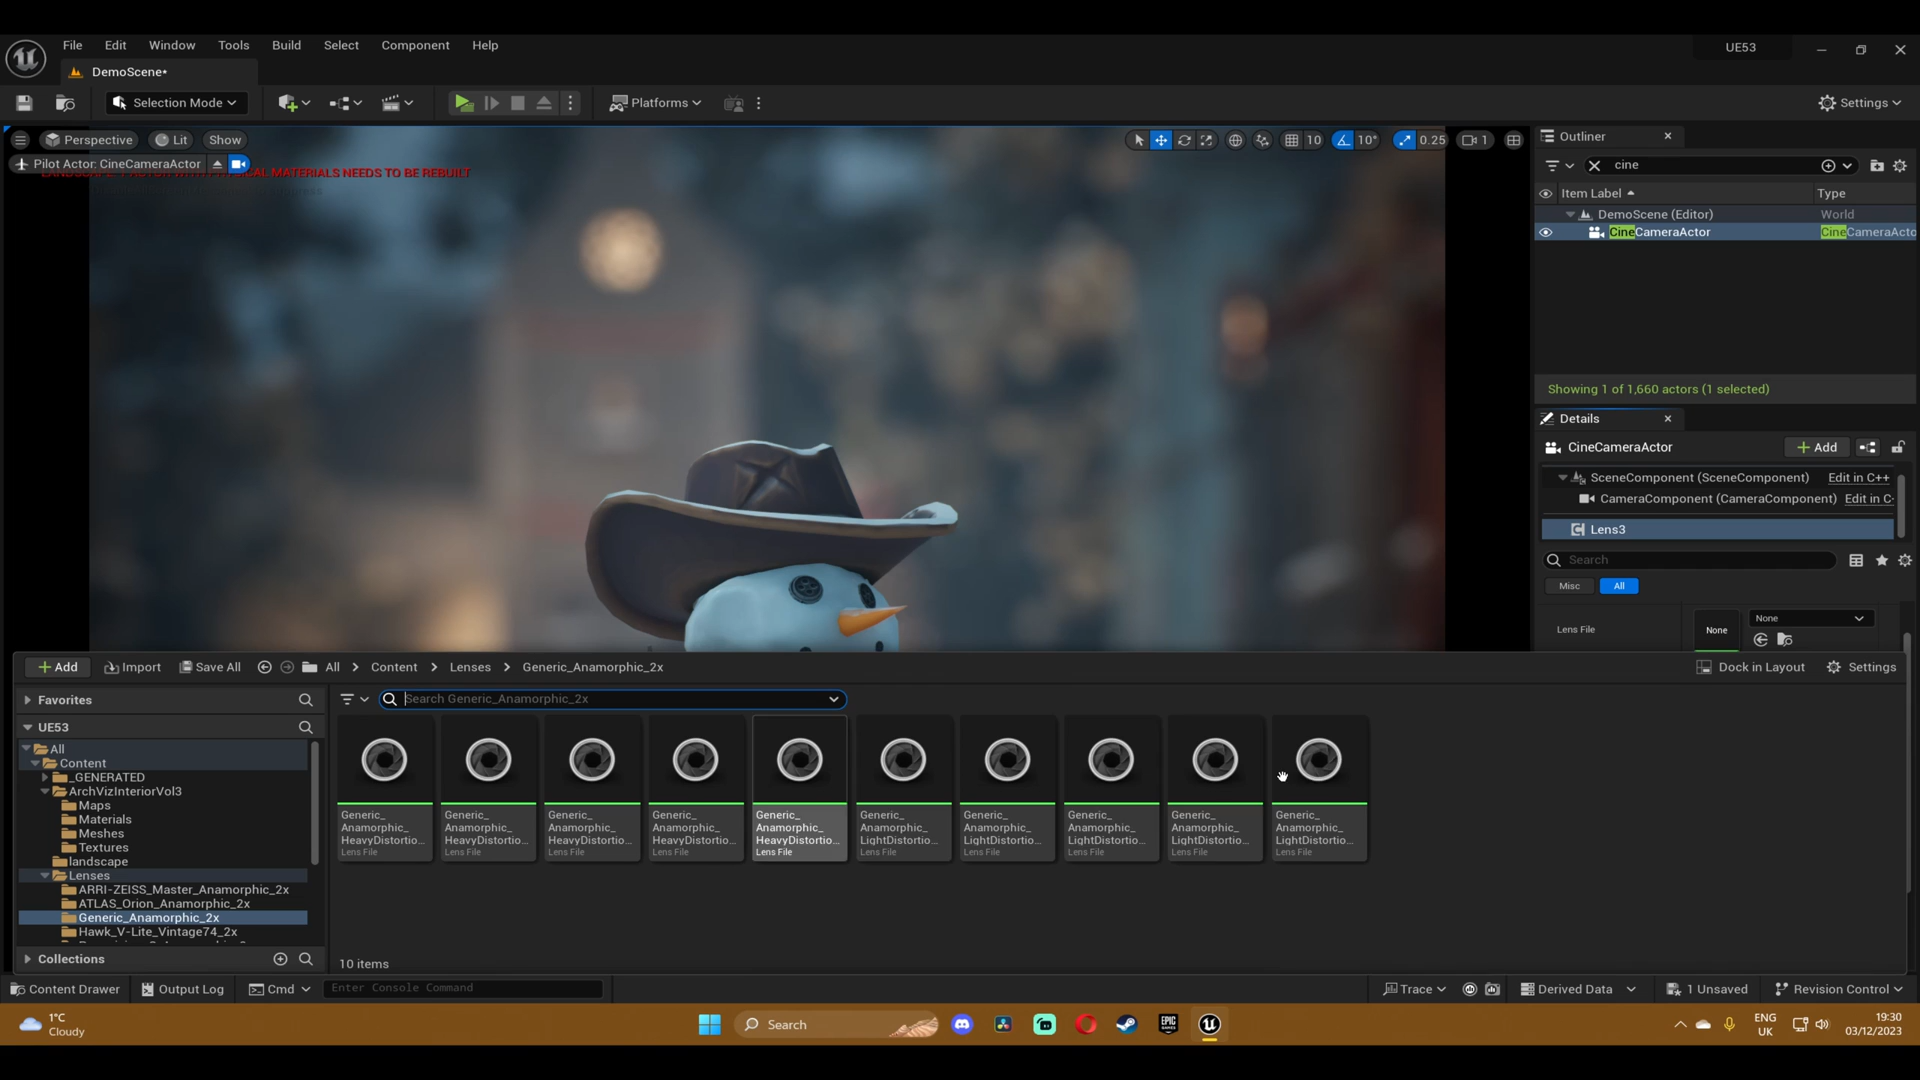 File Edit Window Tools Build Select Component Help
UE53
DemoScene•
Selection Mode
Platforms
Settings
Perspective Lit Show
10 10° 0.25 1
Pilot Actor: CineCameraActor
MATERIALS NEEDS TO BE REBUILT
Outliner
cine
Item Label Type
DemoScene (Editor) World
CineCameraActor CineCameraActo
Showing 1 of 1,660 actors (1 selected)
Details
CineCameraActor
Add
SceneComponent (SceneComponent) Edit in C++
CameraComponent (CameraComponent) Edit in C
Lens3
Search
Misc All
Lens File
None
None
Add Import Save All All Content Lenses Generic_Anamorphic_2x
Dock in Layout Settings
Favorites
Search Generic_Anamorphic_2x
UE53
All
Content
_GENERATED
ArchVizInteriorVol3
Maps
Materials
Meshes
Textures
landscape
Lenses
ARRI-ZEISS_Master_Anamorphic_2x
ATLAS_Orion_Anamorphic_2x
Generic_Anamorphic_2x
Hawk_V-Lite_Vintage74_2x
Collections
Generic_ Generic_ Generic_ Generic_ Generic_ Generic_ Generic_ Generic_ Generic_ Generic_
Anamorphic_ Anamorphic_ Anamorphic_ Anamorphic_ Anamorphic_ Anamorphic_ Anamorphic_ Anamorphic_ Anamorphic_ Anamorphic_
HeavyDistortio... HeavyDistortio... HeavyDistortio... HeavyDistortio... HeavyDistortio... LightDistortio... LightDistortio... LightDistortio... LightDistortio... LightDistortio...
Lens File Lens File Lens File Lens File Lens File Lens File Lens File Lens File Lens File Lens File
10 items
Content Drawer Output Log Cmd Enter Console Command
Trace Derived Data 1 Unsaved Revision Control
1°C
Cloudy
Search
EPIC
GAMES
ENG
UK
19:30
03/12/2023